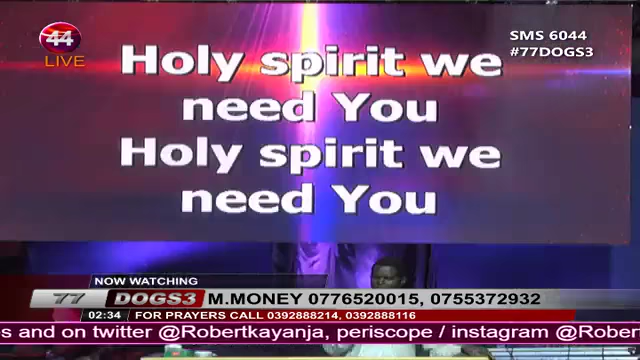 44
LIVE
SMS 6044
#77DOGS3
Holy spirit we
need You
Holy spirit we
need You
NOW WATCHING
77 DOGS3 M.MONEY 0776520015, 0755372932
02:34 FOR PRAYERS CALL 0392888214, 0392888116
s and on twitter @Robertkayanja, periscope / instagram @Rober